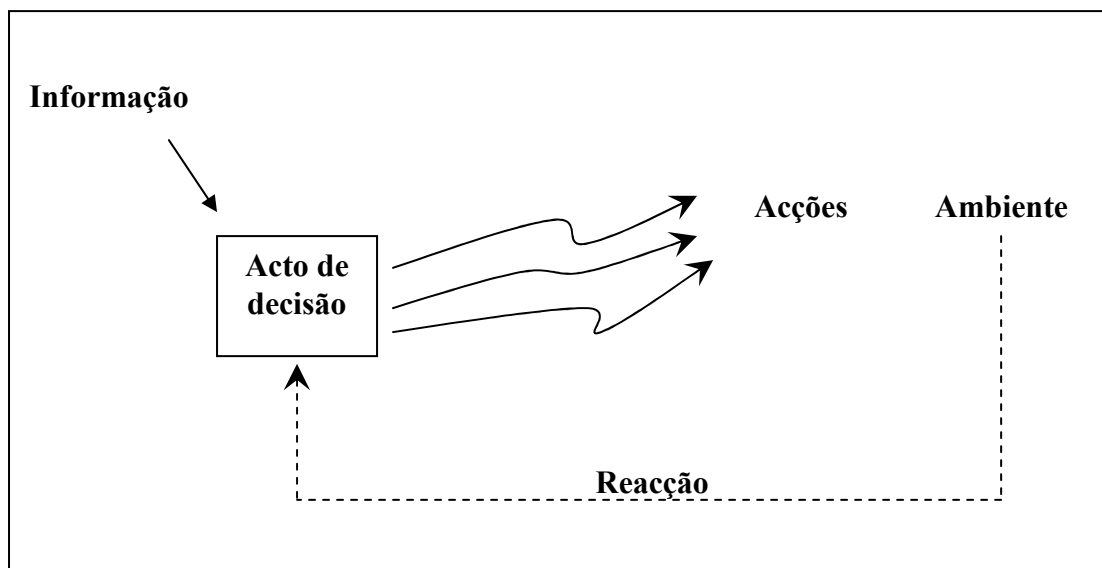 Informação
Acções
Ambiente
Acto de
decisão
Reacção